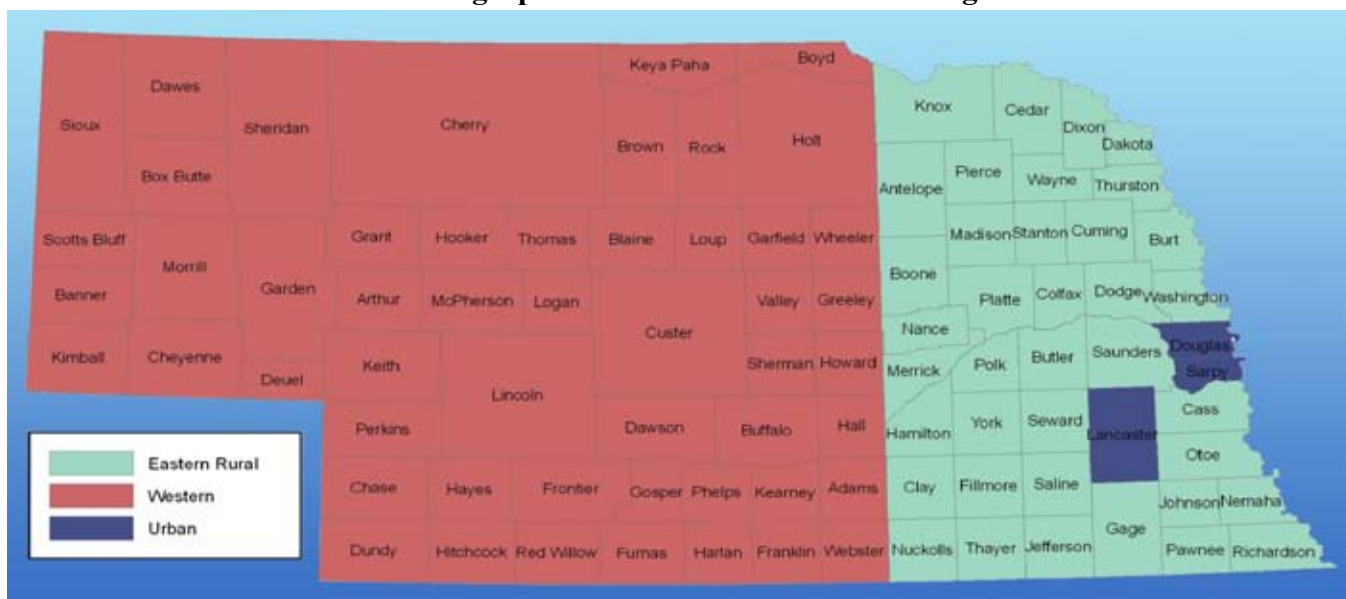 Keya Paha Boyd
Dawes Knox Cedar
Sioux Sheridan Cherry Dixon
Brown Rock Holt Dakota
Box Butte Pierce Wayne Thurston
Antelope
Scotts Bluff Grant Hooker Thomas Blaine Loup Garfield Wheeler Madison Stanton Cuming Burt
Morrill Boone
Banner Garden Arthur McPherson Logan Valley Greeley Platte Colfax Dodge Washington
Custer Nance
Kimball Cheyenne Keith Sherman Howard Merrick Polk Butler Saunders Douglas
Deuel Sarpy
Lincoln
Perkins Dawson Buffalo Hall Hamilton York Seward Lancaster Cass
Otoe
Eastern Rural
Western
Urban
Chase Hayes Frontier Gosper Phelps Kearney Adams Clay Fillmore Saline Johnson Nemaha
Gage
Dundy Hitchcock Red Willow Furnas Harlan Franklin Webster Nuckolls Thayer Jefferson Pawnee Richardson